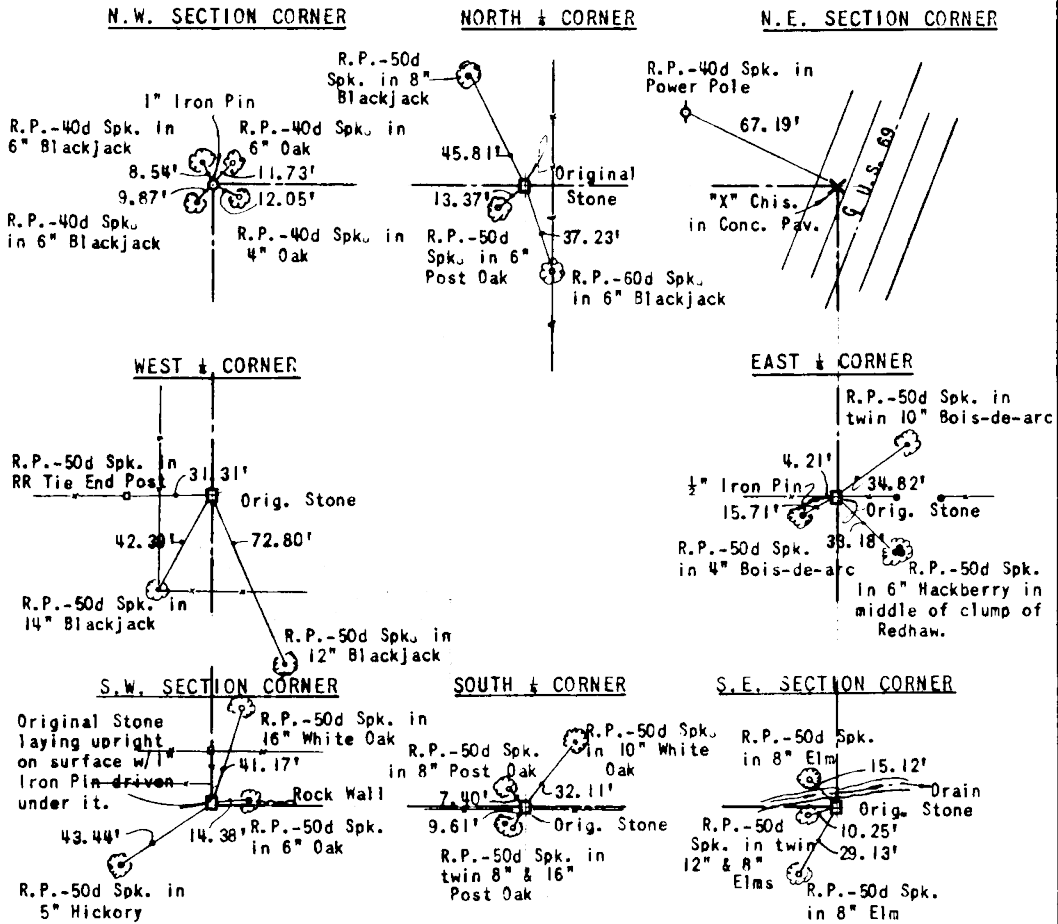 N.W. SECTION CORNER
1" Iron Pin
R.P.-40d Spk. in
6" Blackjack
R.P.-40d Spk. in
6" Oak
8.54'
11.73'
9.87'
12.05'
R.P.-40d Spk.
in 6" Blackjack
R.P.-40d Spk. in
4" Oak
NORTH ¼ CORNER
R.P.-50d
Spk. in 8"
Blackjack
45.81'
Original
Stone
13.37'
R.P.-50d
Spk. in 6"
Post Oak
37.23'
R.P.-60d Spk.
in 6" Blackjack
N.E. SECTION CORNER
R.P.-40d Spk. in
Power Pole
67.19'
"X" Chis.
in Conc. Pav.
U.S. 69
WEST ¼ CORNER
R.P.-50d Spk. in
RR Tie End Post
31.31'
Orig. Stone
72.80'
R.P.-50d Spk. in
14" Blackjack
R.P.-50d Spk. in
12" Blackjack
EAST ¼ CORNER
R.P.-50d Spk. in
twin 10" Bois-de-arc
4.21'
½" Iron Pin
34.82'
15.71'
Orig. Stone
R.P.-50d Spk.
in 4" Bois-de-arc
R.P.-50d Spk.
in 6" Hackberry in
middle of clump of
Redhaw.
S.W. SECTION CORNER
Original Stone
laying upright
on surface w/1"
Iron Pin driven
under it.
R.P.-50d Spk. in
16" White Oak
41.17'
Rock Wall
43.44'
14.38'
R.P.-50d Spk.
in 6" Oak
R.P.-50d Spk. in
5" Hickory
SOUTH ¼ CORNER
R.P.-50d Spk.
in 10" White
Oak
R.P.-50d Spk.
in 8" Post Oak
7.40'
32.11'
9.61'
Orig. Stone
R.P.-50d Spk. in
twin 8" & 16"
Post Oak
S.E. SECTION CORNER
R.P.-50d Spk.
in 8" Elm
15.12'
Drain
Orig. Stone
R.P.-50d
Spk. in twin
12" & 8"
Elms
10.25'
29.13'
R.P.-50d Spk.
in 8" Elm